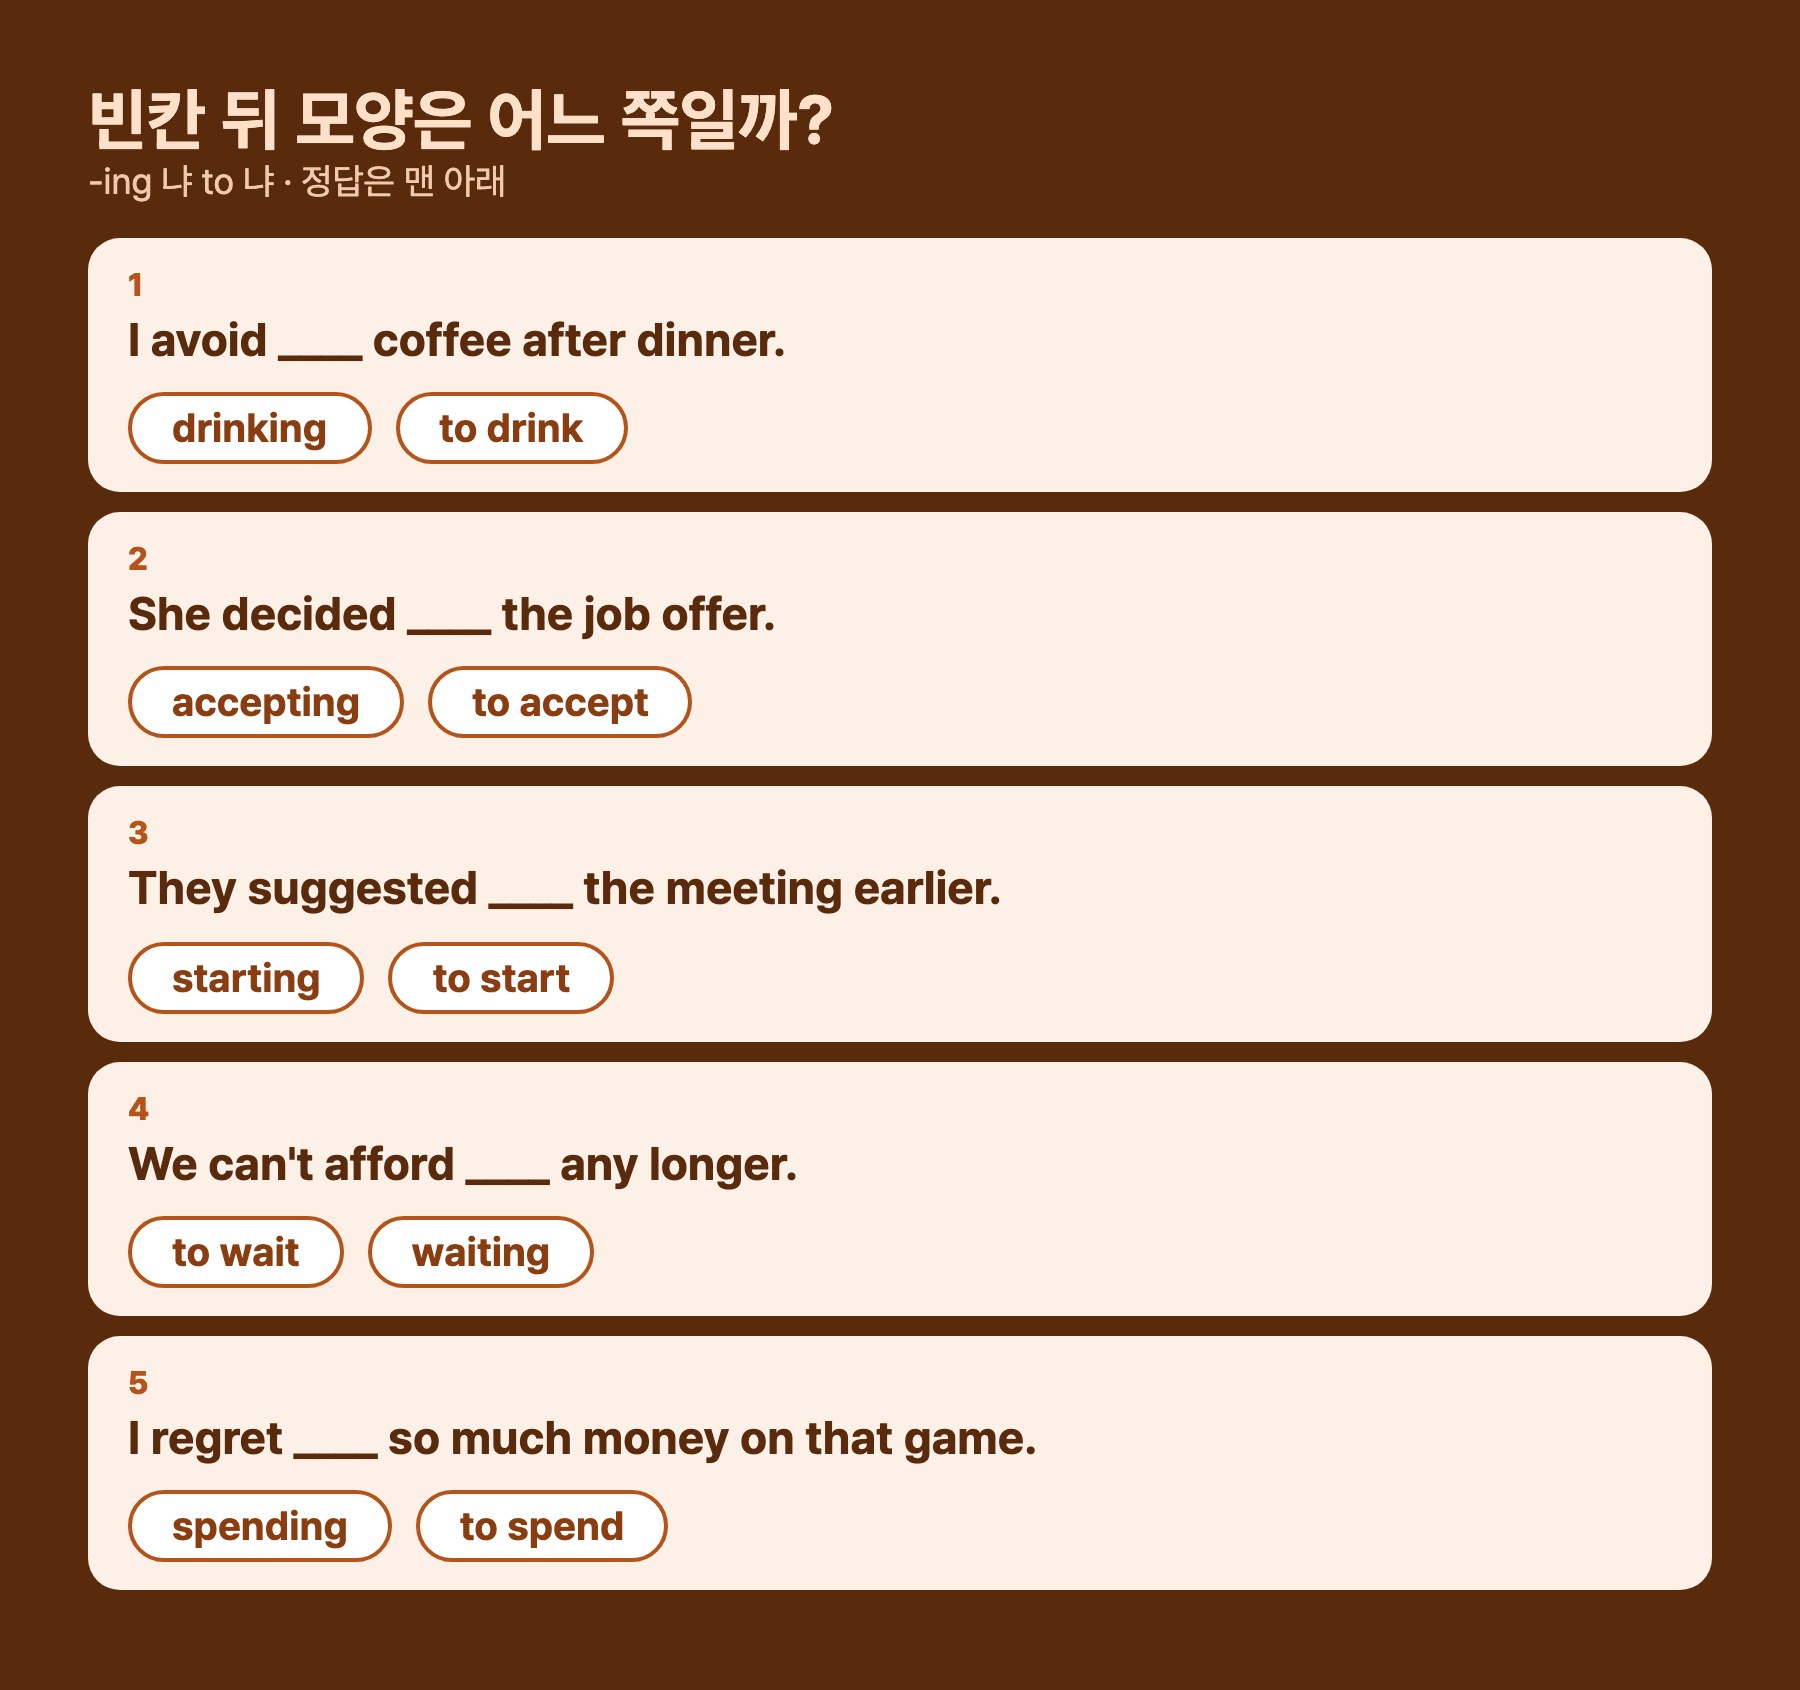 빈칸 뒤 모양은 어느 쪽일까?
-ing 냐 to 냐 · 정답은 맨 아래
1
I avoid ____ coffee after dinner.
drinking to drink
2
She decided ____ the job offer.
accepting to accept
3
They suggested ____ the meeting earlier.
starting to start
4
We can't afford ____ any longer.
to wait waiting
5
I regret ____ so much money on that game.
spending to spend